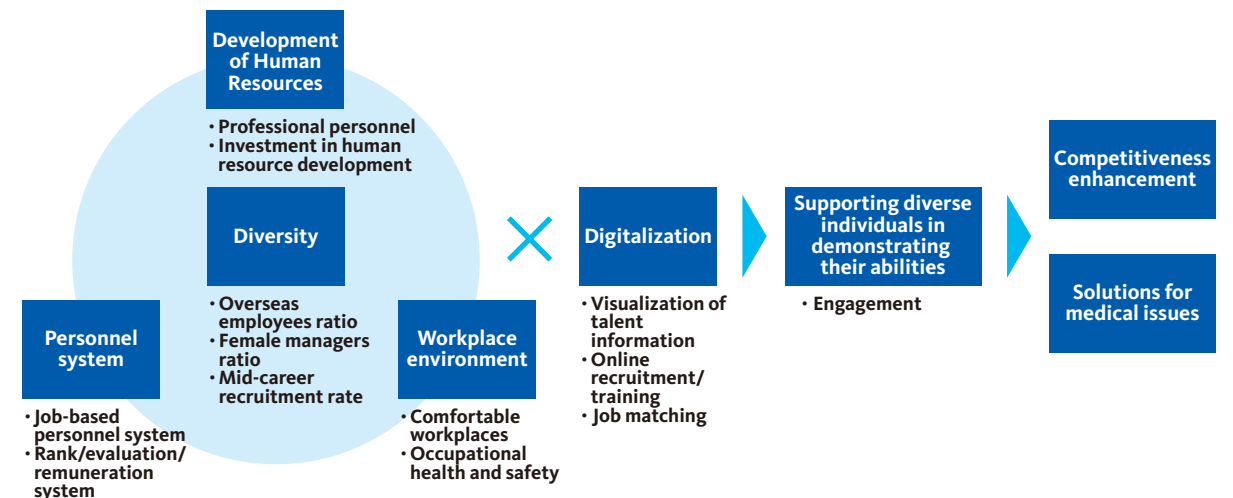 Development
of Human
Resources
・Professional personnel
・Investment in human
resource development
Diversity
・Overseas
employees ratio
・Female managers
ratio
・Mid-career
recruitment rate
Personnel
system
・Job-based
personnel system
・Rank/evaluation/
remuneration
system
Workplace
environment
・Comfortable
workplaces
・Occupational
health and safety
Digitalization
・Visualization of
talent
information
・Online
recruitment/
training
・Job matching
Supporting diverse
individuals in
demonstrating
their abilities
・Engagement
Competitiveness
enhancement
Solutions for
medical issues